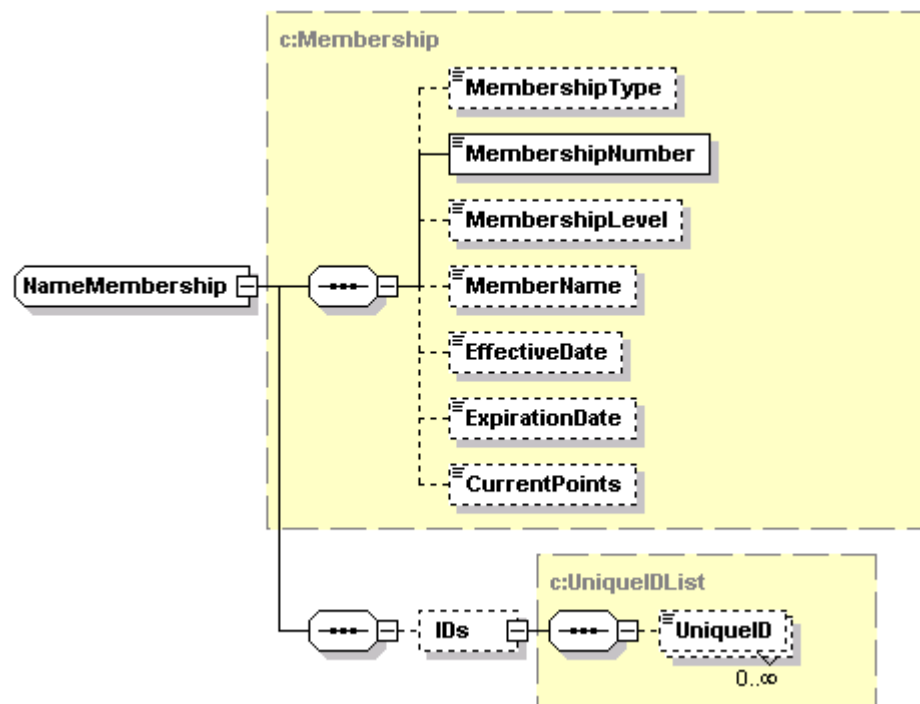 c:Membership
MembershipType
MembershipNumber
MembershipLevel
NameMembership
MemberName
EffectiveDate
ExpirationDate
CurrentPoints
c:UniqueIDList
IDs
UniqueID
0..∞